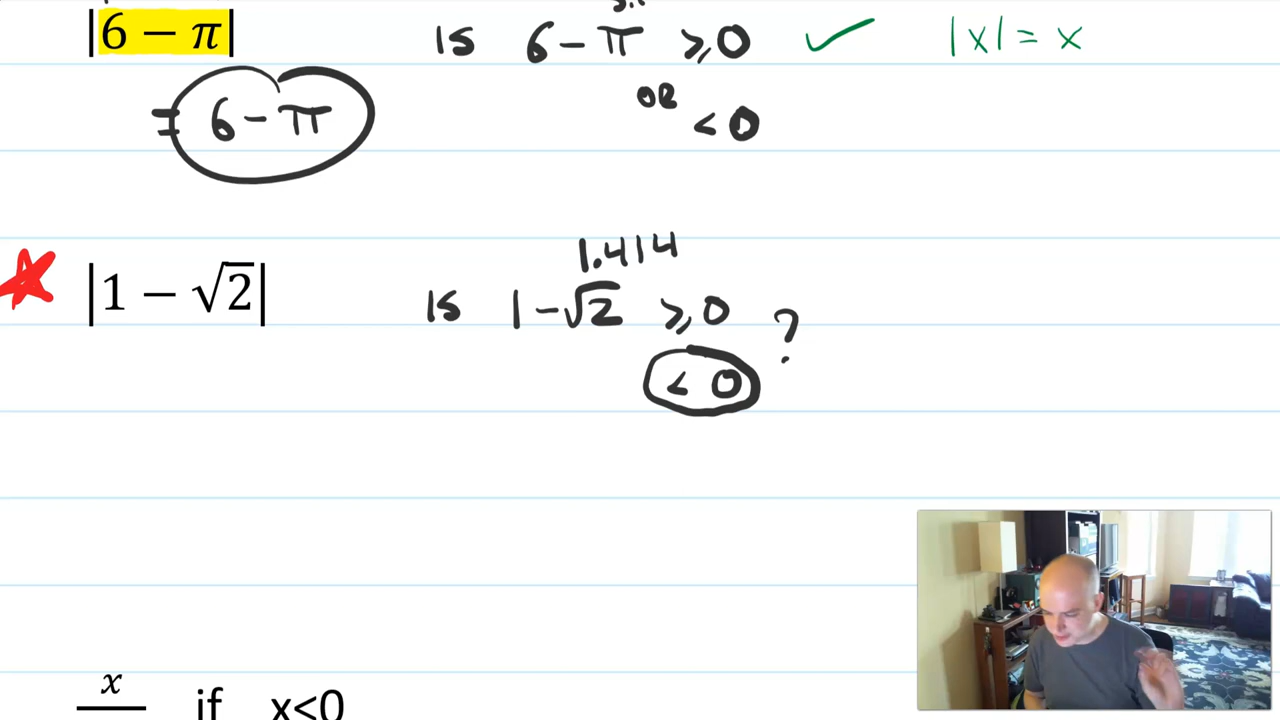 |6 − π| IS 6 - π ≥ 0 ✓ |x| = x
= 6 - π OR < 0
1.414
|1 − √2| IS 1 - √2 ≥ 0 ?
< 0
x
if x<0